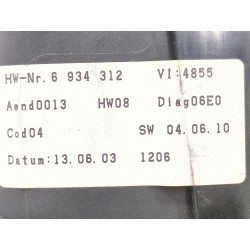 HW-Nr. 6 934 312 VI:4855
Aend0013 HW08 Diag06E0
Cod04 SW 04.06.10
Datum:13.06.03 1206